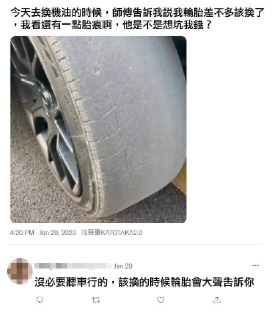 今天去換機油的時候，師傅告訴我說我輪胎差不多該換了
，我看還有一點胎痕啊，他是不是想坑我錢？
4:20 PM · Jan 29, 2023 ·
· Jan 29
沒必要聽車行的，該換的時候輪胎會大聲告訴你